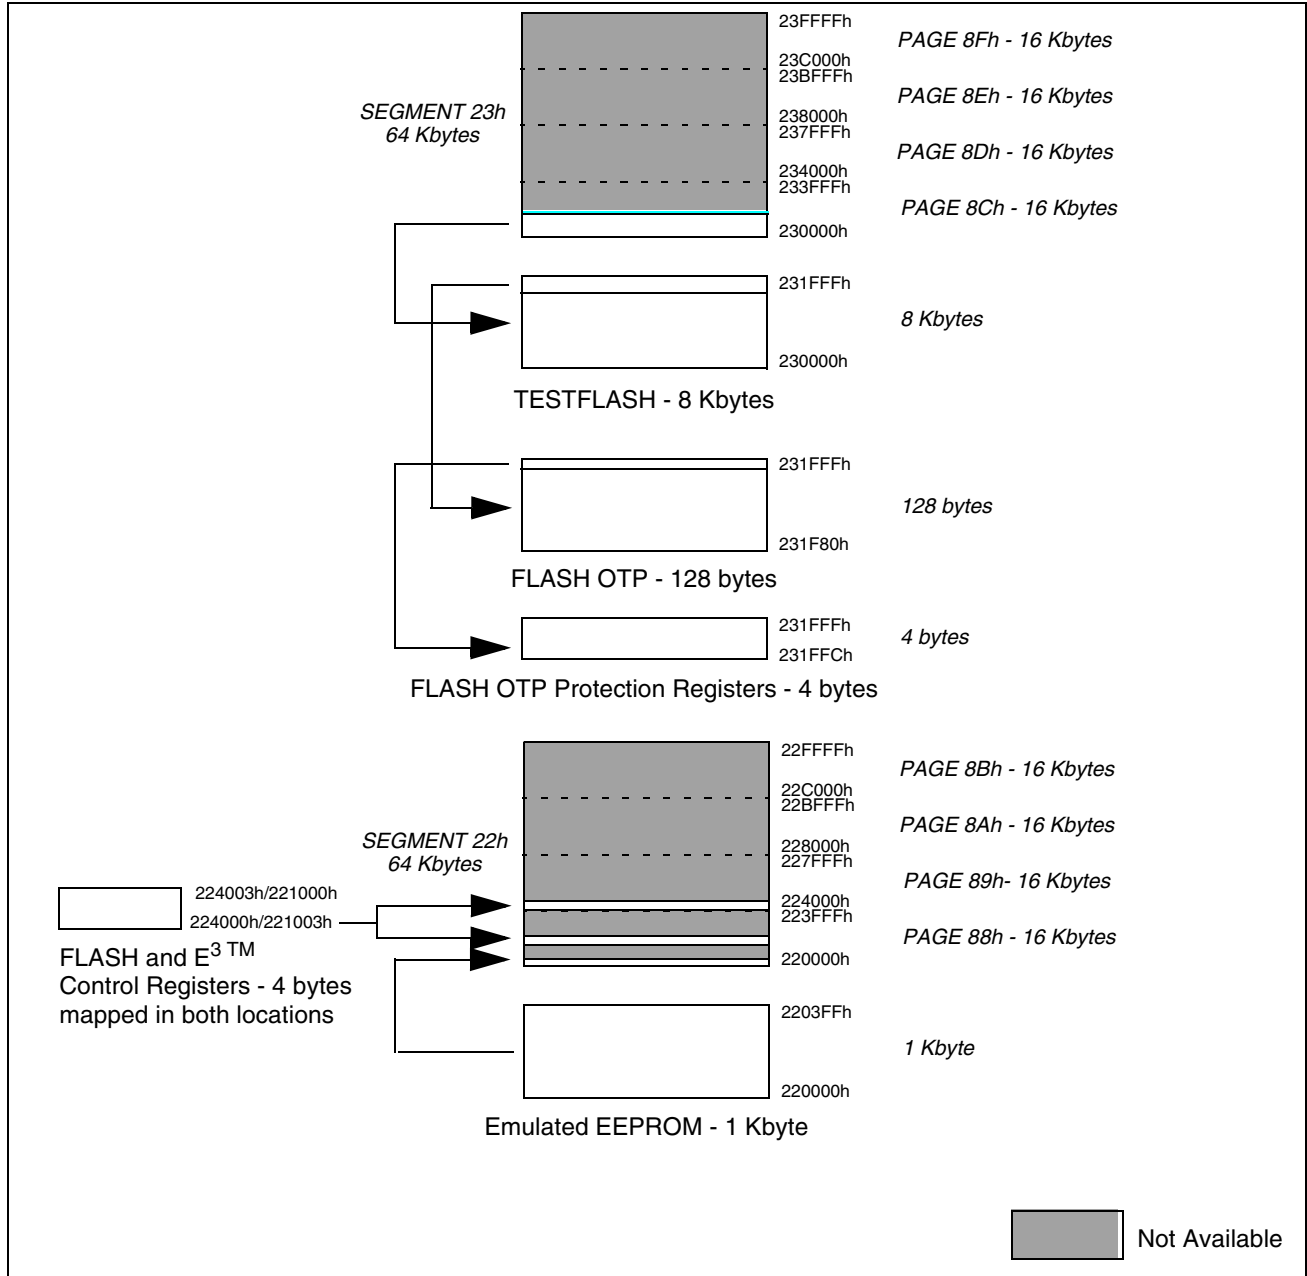 23FFFFh
PAGE 8Fh - 16 Kbytes
23C000h
23BFFFh
PAGE 8Eh - 16 Kbytes
SEGMENT 23h
64 Kbytes
238000h
237FFFh
PAGE 8Dh - 16 Kbytes
234000h
233FFFh
PAGE 8Ch - 16 Kbytes
230000h
231FFFh
8 Kbytes
230000h
TESTFLASH - 8 Kbytes
231FFFh
128 bytes
231F80h
FLASH OTP - 128 bytes
231FFFh
4 bytes
231FFCh
FLASH OTP Protection Registers - 4 bytes
22FFFFh
PAGE 8Bh - 16 Kbytes
22C000h
22BFFFh
PAGE 8Ah - 16 Kbytes
SEGMENT 22h
64 Kbytes
228000h
227FFFh
PAGE 89h- 16 Kbytes
224003h/221000h
224000h
224000h/221003h
223FFFh
PAGE 88h - 16 Kbytes
FLASH and E3 TM
Control Registers - 4 bytes
mapped in both locations
220000h
2203FFh
1 Kbyte
220000h
Emulated EEPROM - 1 Kbyte
Not Available